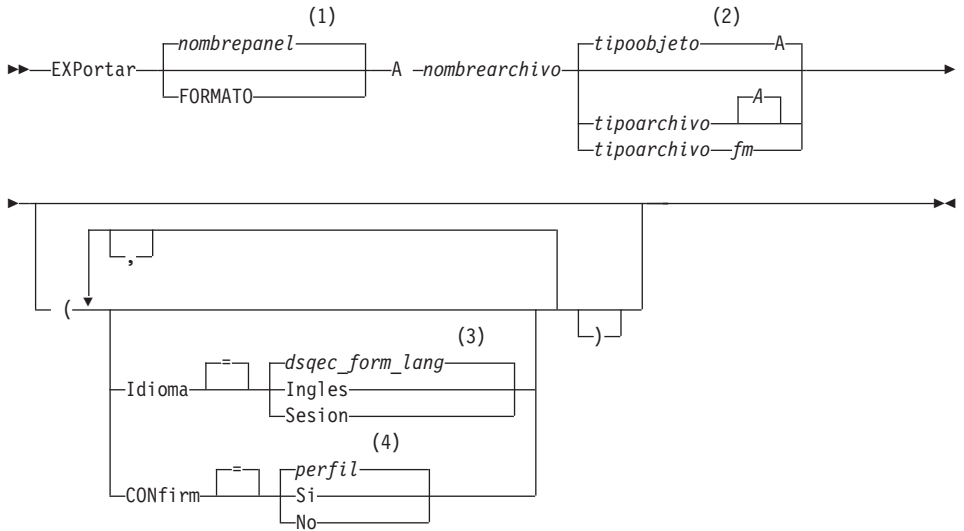 (1) (2)
nombrepanel tipoobjeto A
EXPortar A nombrearchivo
FORMATO
A
tipoarchivo
tipoarchivo fm
,
(
(3)
)
= dsqec_form_lang
Idioma Ingles
Sesion
(4)
= perfil
CONfirm Si
No